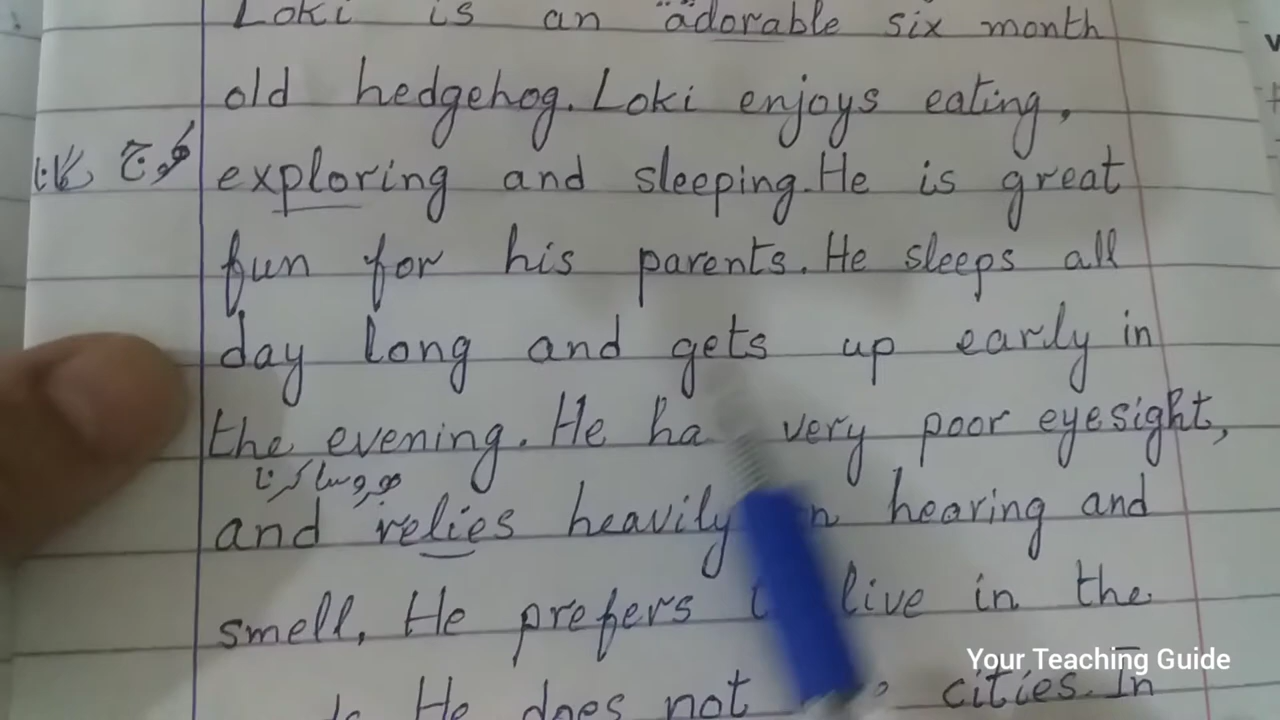 Loki is an adorable six month
old hedgehog. Loki enjoys eating,
کھوج لگانا
exploring and sleeping. He is great
fun for his parents. He sleeps all
day long and gets up early in
the evening. He very poor eyesight,
بھروسا کرنا
and relies heavily hearing and
smell. He prefers live in the
He does not cities. In
Your Teaching Guide